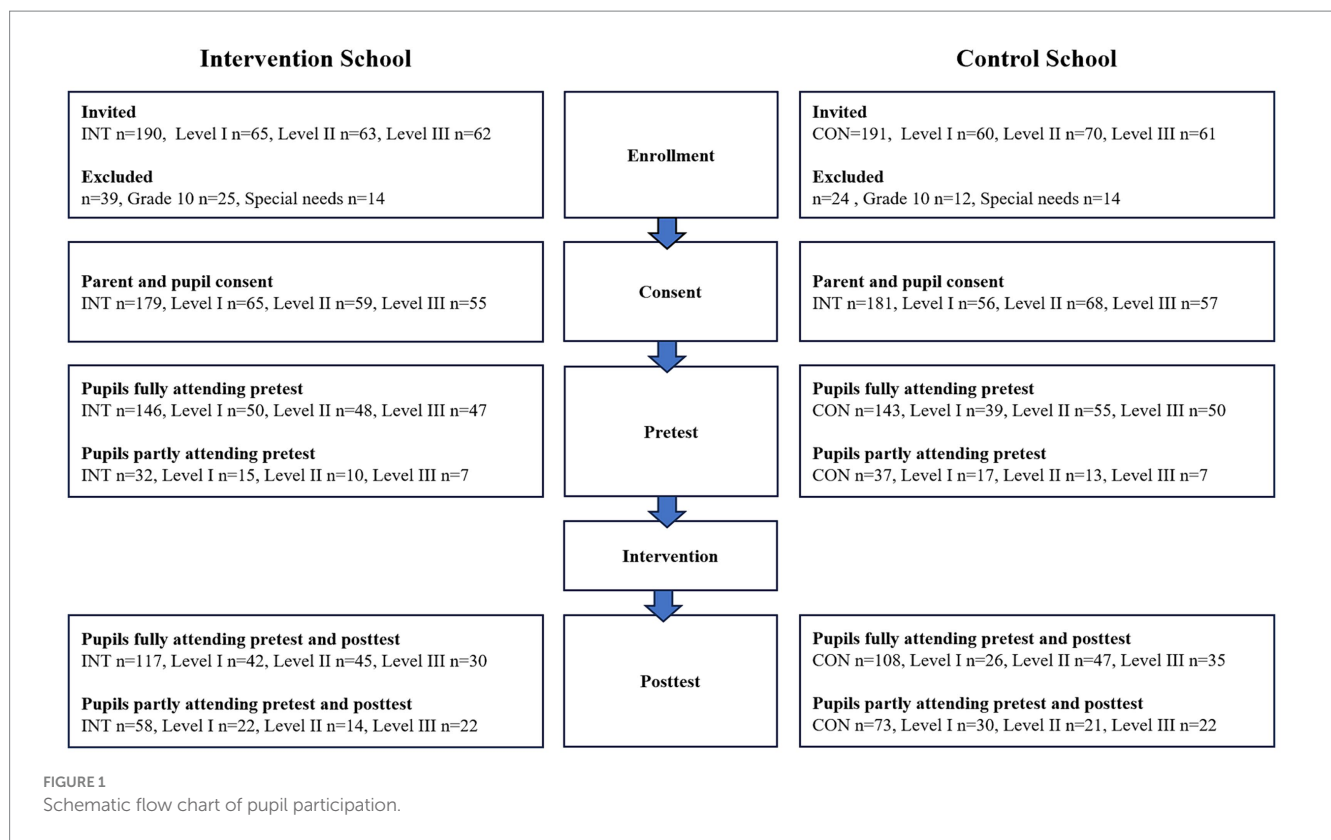 Intervention School
Control School
Invited
INT n=190, Level I n=65, Level II n=63, Level III n=62
Excluded
n=39, Grade 10 n=25, Special needs n=14
Enrollment
Invited
CON=191, Level I n=60, Level II n=70, Level III n=61
Excluded
n=24 , Grade 10 n=12, Special needs n=14
Parent and pupil consent
INT n=179, Level I n=65, Level II n=59, Level III n=55
Consent
Parent and pupil consent
INT n=181, Level I n=56, Level II n=68, Level III n=57
Pupils fully attending pretest
INT n=146, Level I n=50, Level II n=48, Level III n=47
Pupils partly attending pretest
INT n=32, Level I n=15, Level II n=10, Level III n=7
Pretest
Pupils fully attending pretest
CON n=143, Level I n=39, Level II n=55, Level III n=50
Pupils partly attending pretest
CON n=37, Level I n=17, Level II n=13, Level III n=7
Intervention
Pupils fully attending pretest and posttest
INT n=117, Level I n=42, Level II n=45, Level III n=30
Pupils partly attending pretest and posttest
INT n=58, Level I n=22, Level II n=14, Level III n=22
Posttest
Pupils fully attending pretest and posttest
CON n=108, Level I n=26, Level II n=47, Level III n=35
Pupils partly attending pretest and posttest
CON n=73, Level I n=30, Level II n=21, Level III n=22
FIGURE 1
Schematic flow chart of pupil participation.